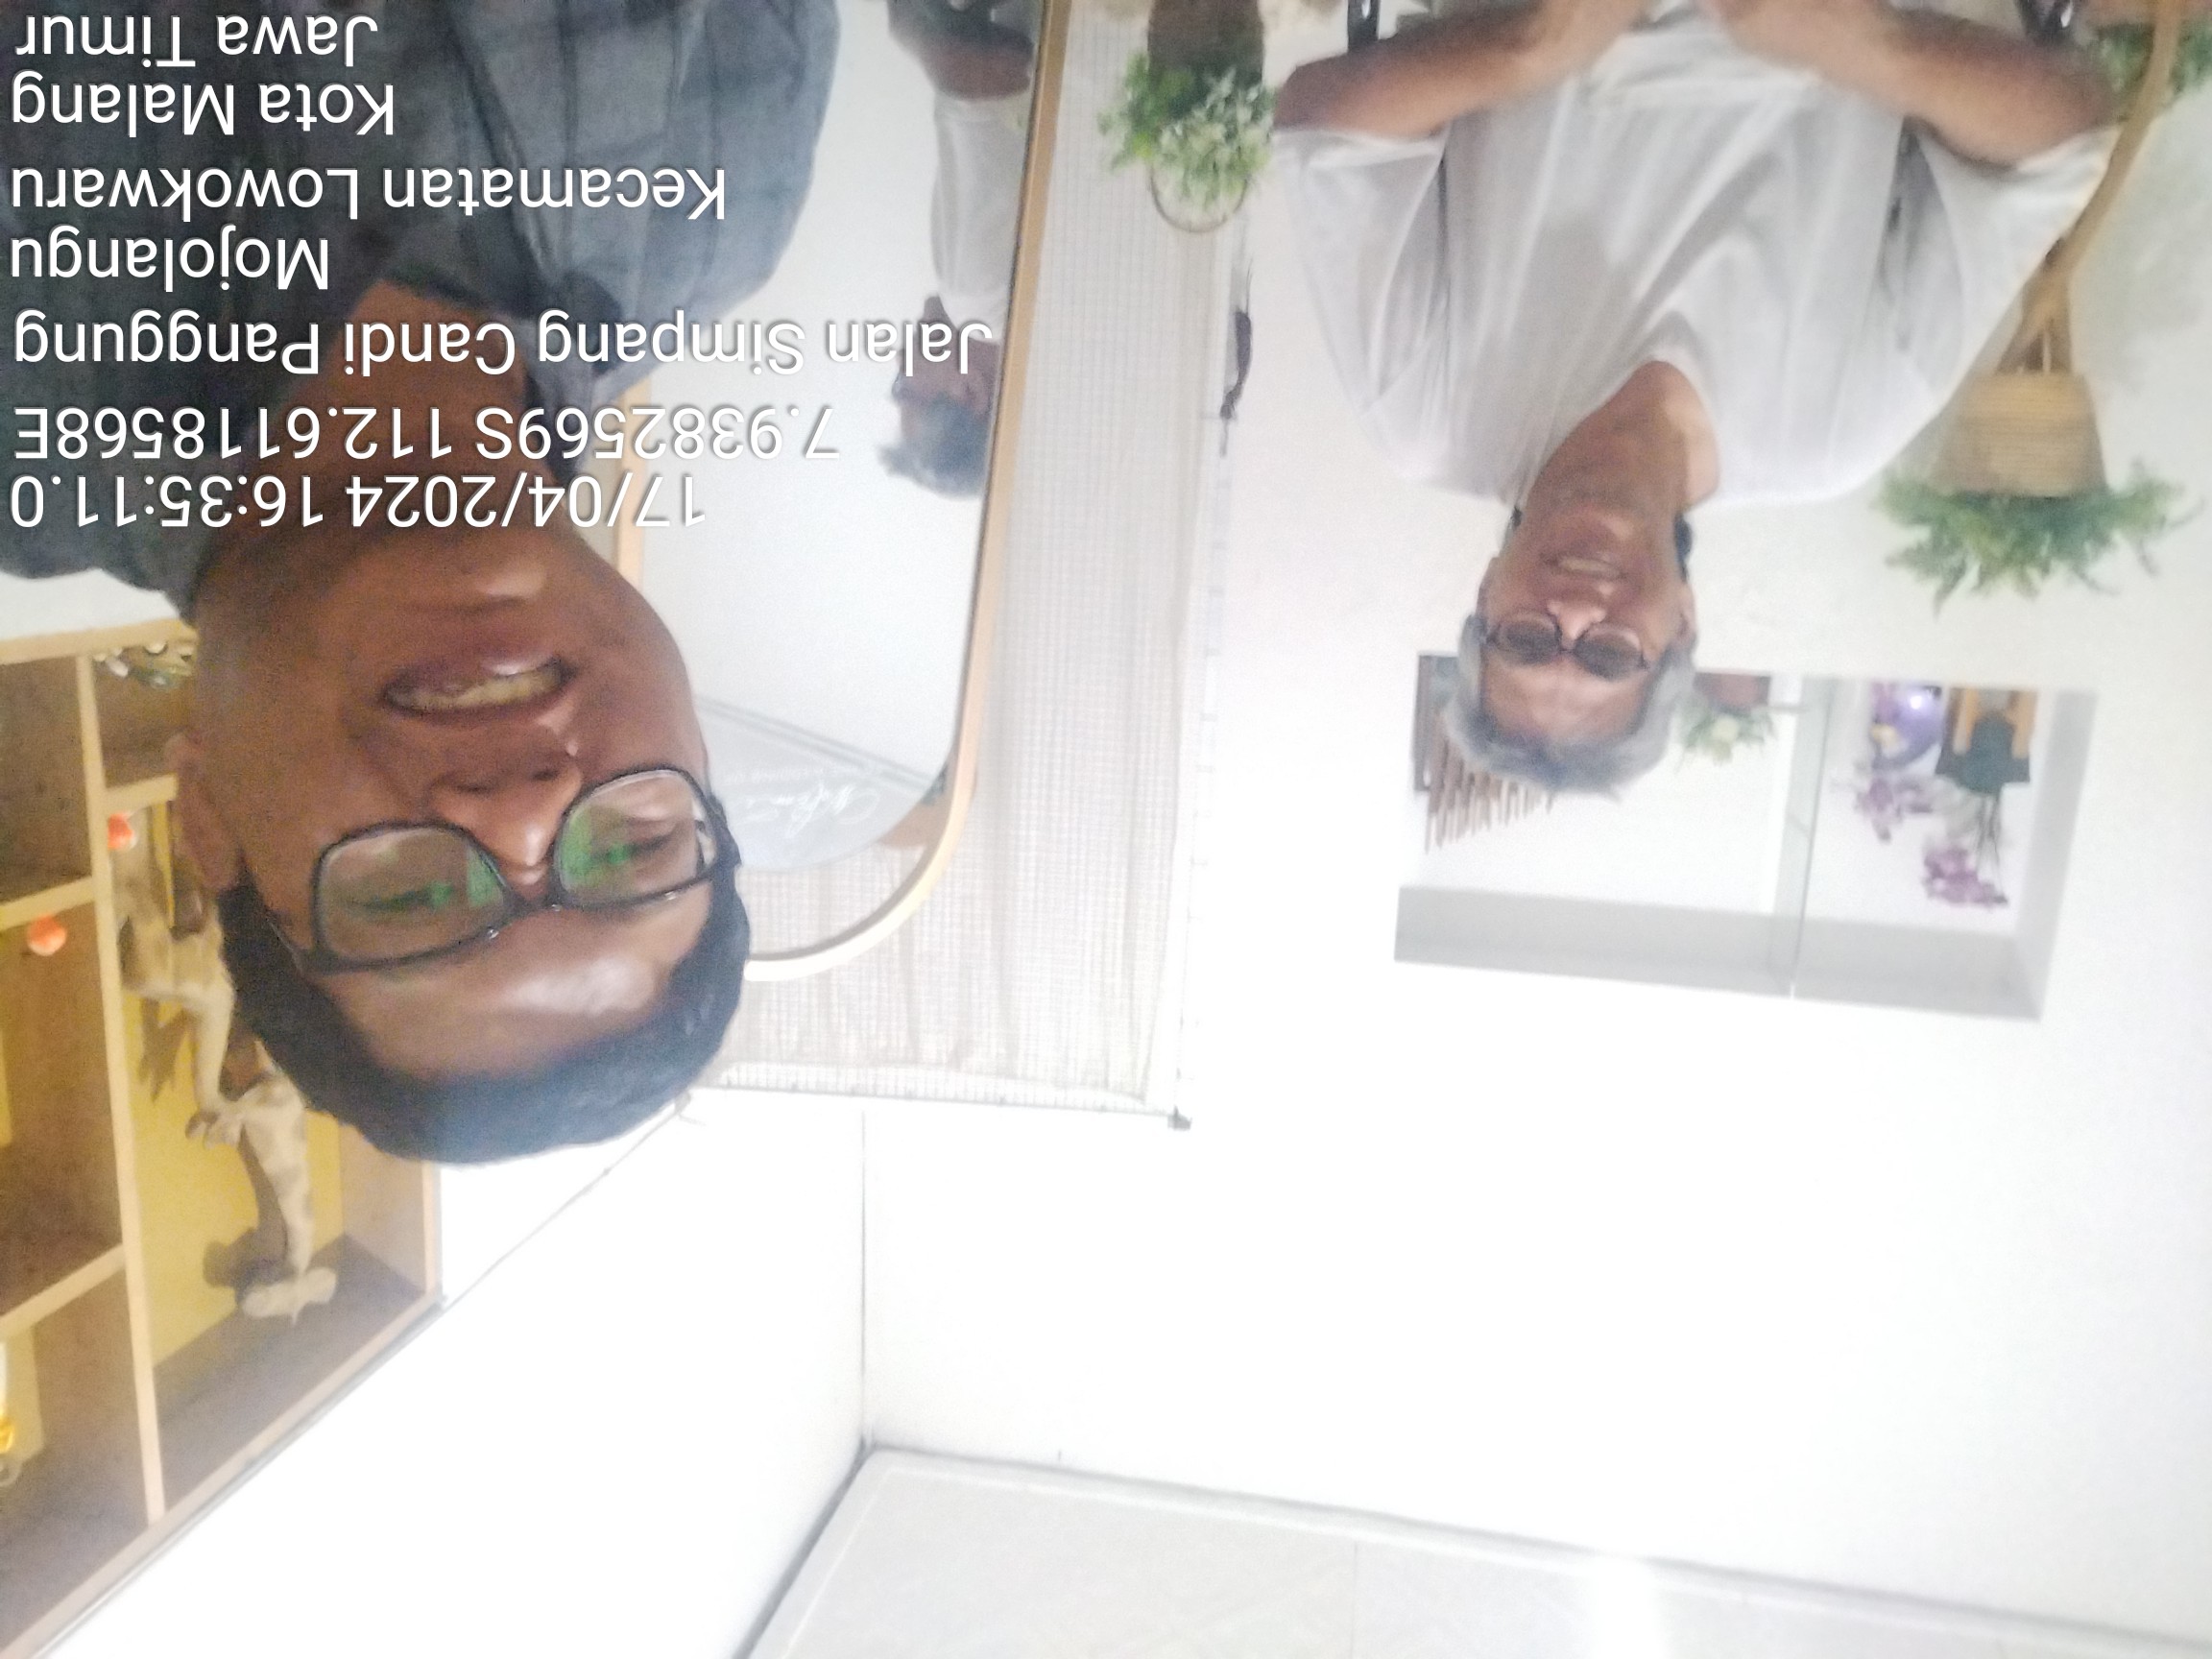 17/04/2024 16:35:11.0
7.9382569S 112.6118568E
Jalan Simpang Candi Panggung
Mojolangu
Kecamatan Lowokwaru
Kota Malang
Jawa Timur